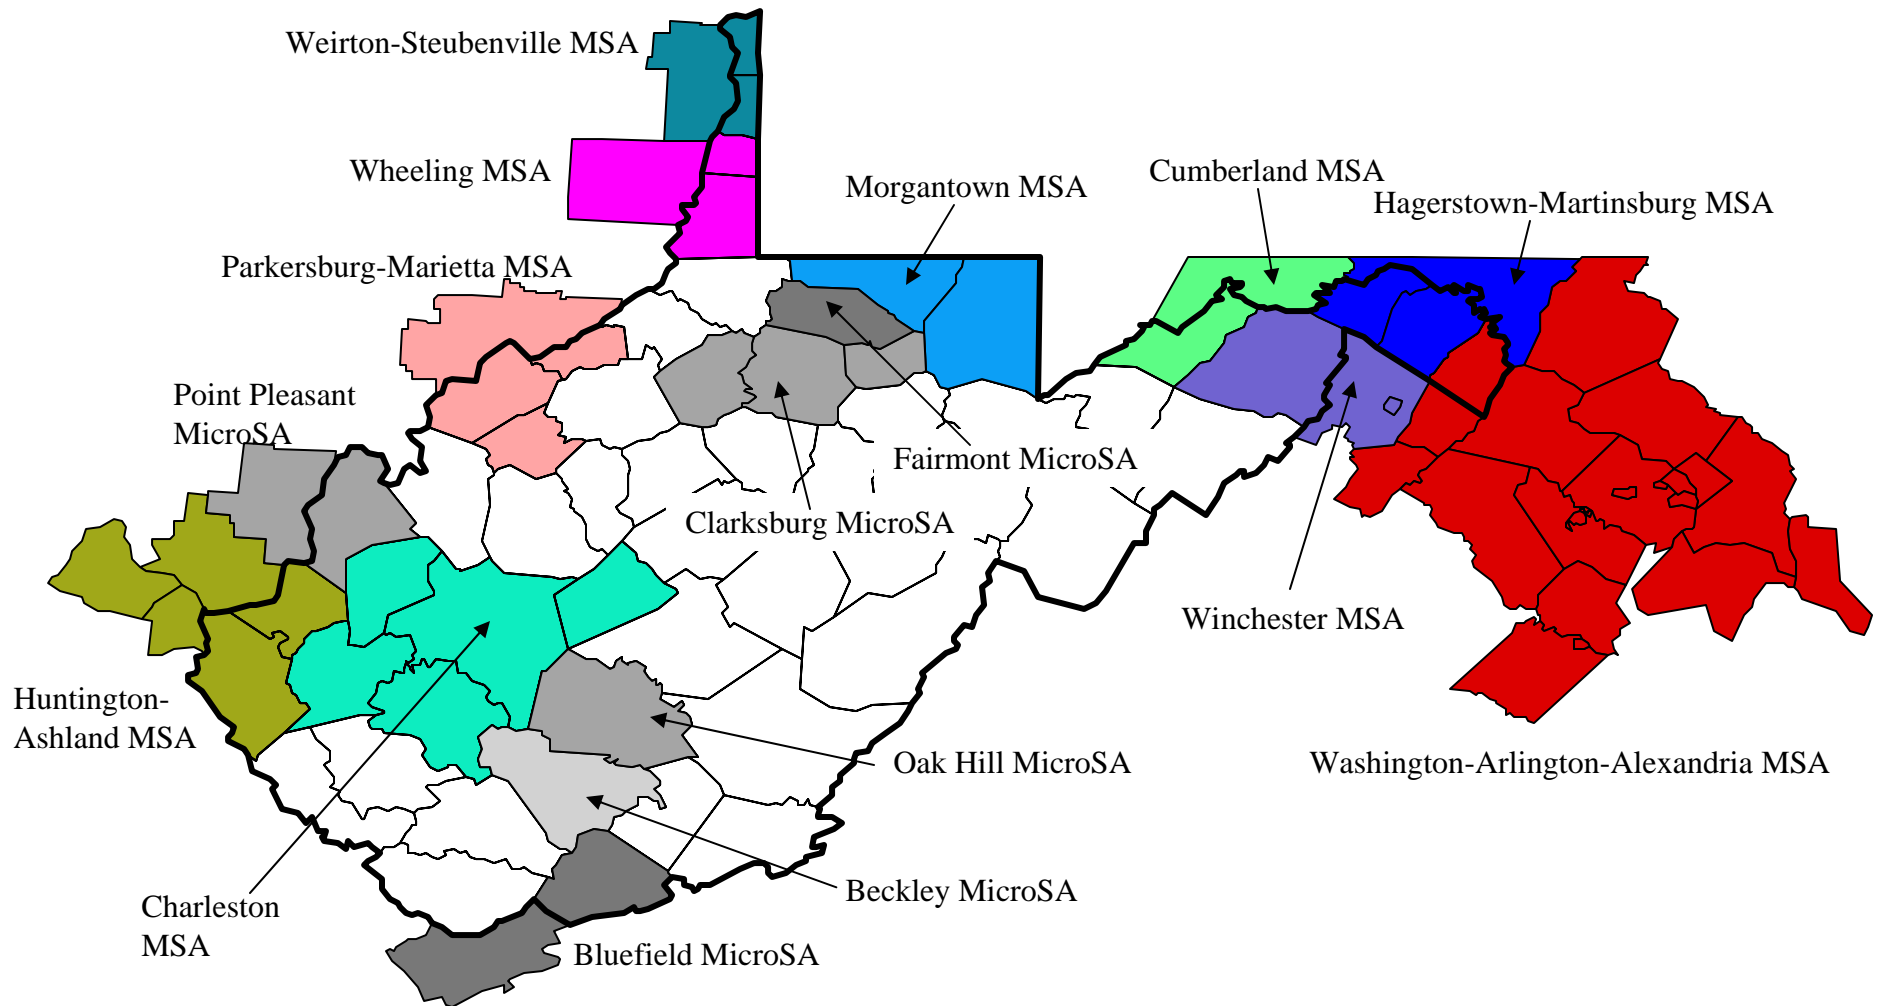 Weirton-Steubenville MSA
Wheeling MSA
Morgantown MSA
Cumberland MSA
Hagerstown-Martinsburg MSA
Parkersburg-Marietta MSA
Point Pleasant
MicroSA
Fairmont MicroSA
Clarksburg MicroSA
Winchester MSA
Huntington-
Ashland MSA
Oak Hill MicroSA
Washington-Arlington-Alexandria MSA
Beckley MicroSA
Charleston
MSA
Bluefield MicroSA